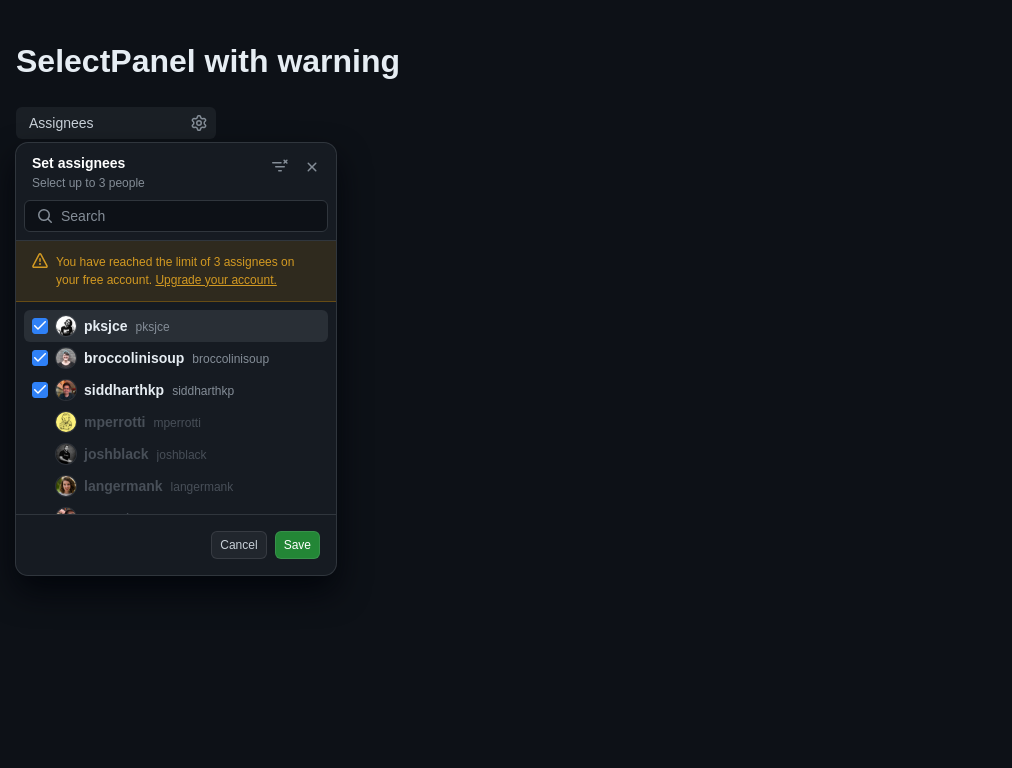 SelectPanel with warning
Assignees
Set assignees
Select up to 3 people
Search
You have reached the limit of 3 assignees on
your free account. Upgrade your account.
pksjce pksjce
broccolinisoup broccolinisoup
siddharthkp siddharthkp
mperrotti mperrotti
joshblack joshblack
langermank langermank
Cancel Save